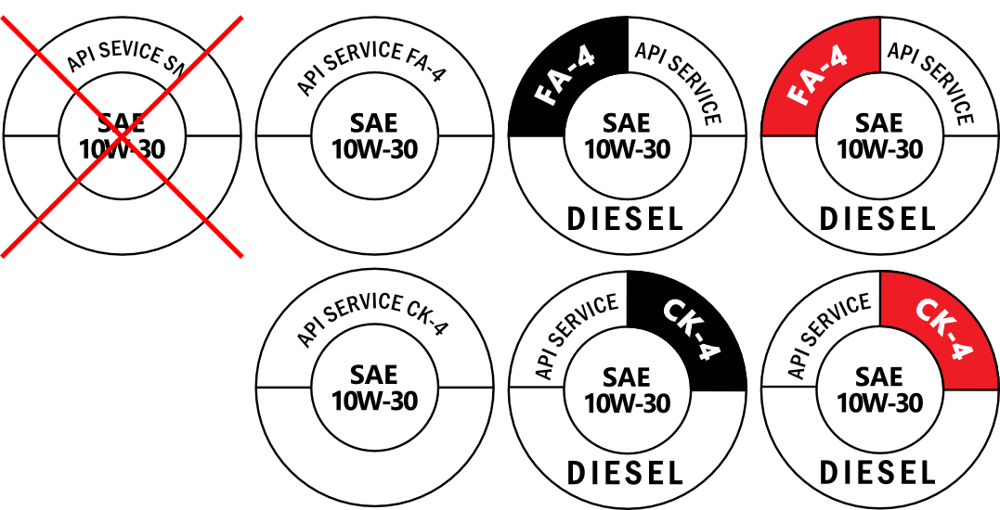 API SEVICE SN
SAE
10W-30
API SERVICE FA-4
SAE
10W-30
FA-4
API SERVICE
SAE
10W-30
DIESEL
FA-4
API SERVICE
SAE
10W-30
DIESEL
API SERVICE CK-4
SAE
10W-30
API SERVICE
CK-4
SAE
10W-30
DIESEL
API SERVICE
CK-4
SAE
10W-30
DIESEL